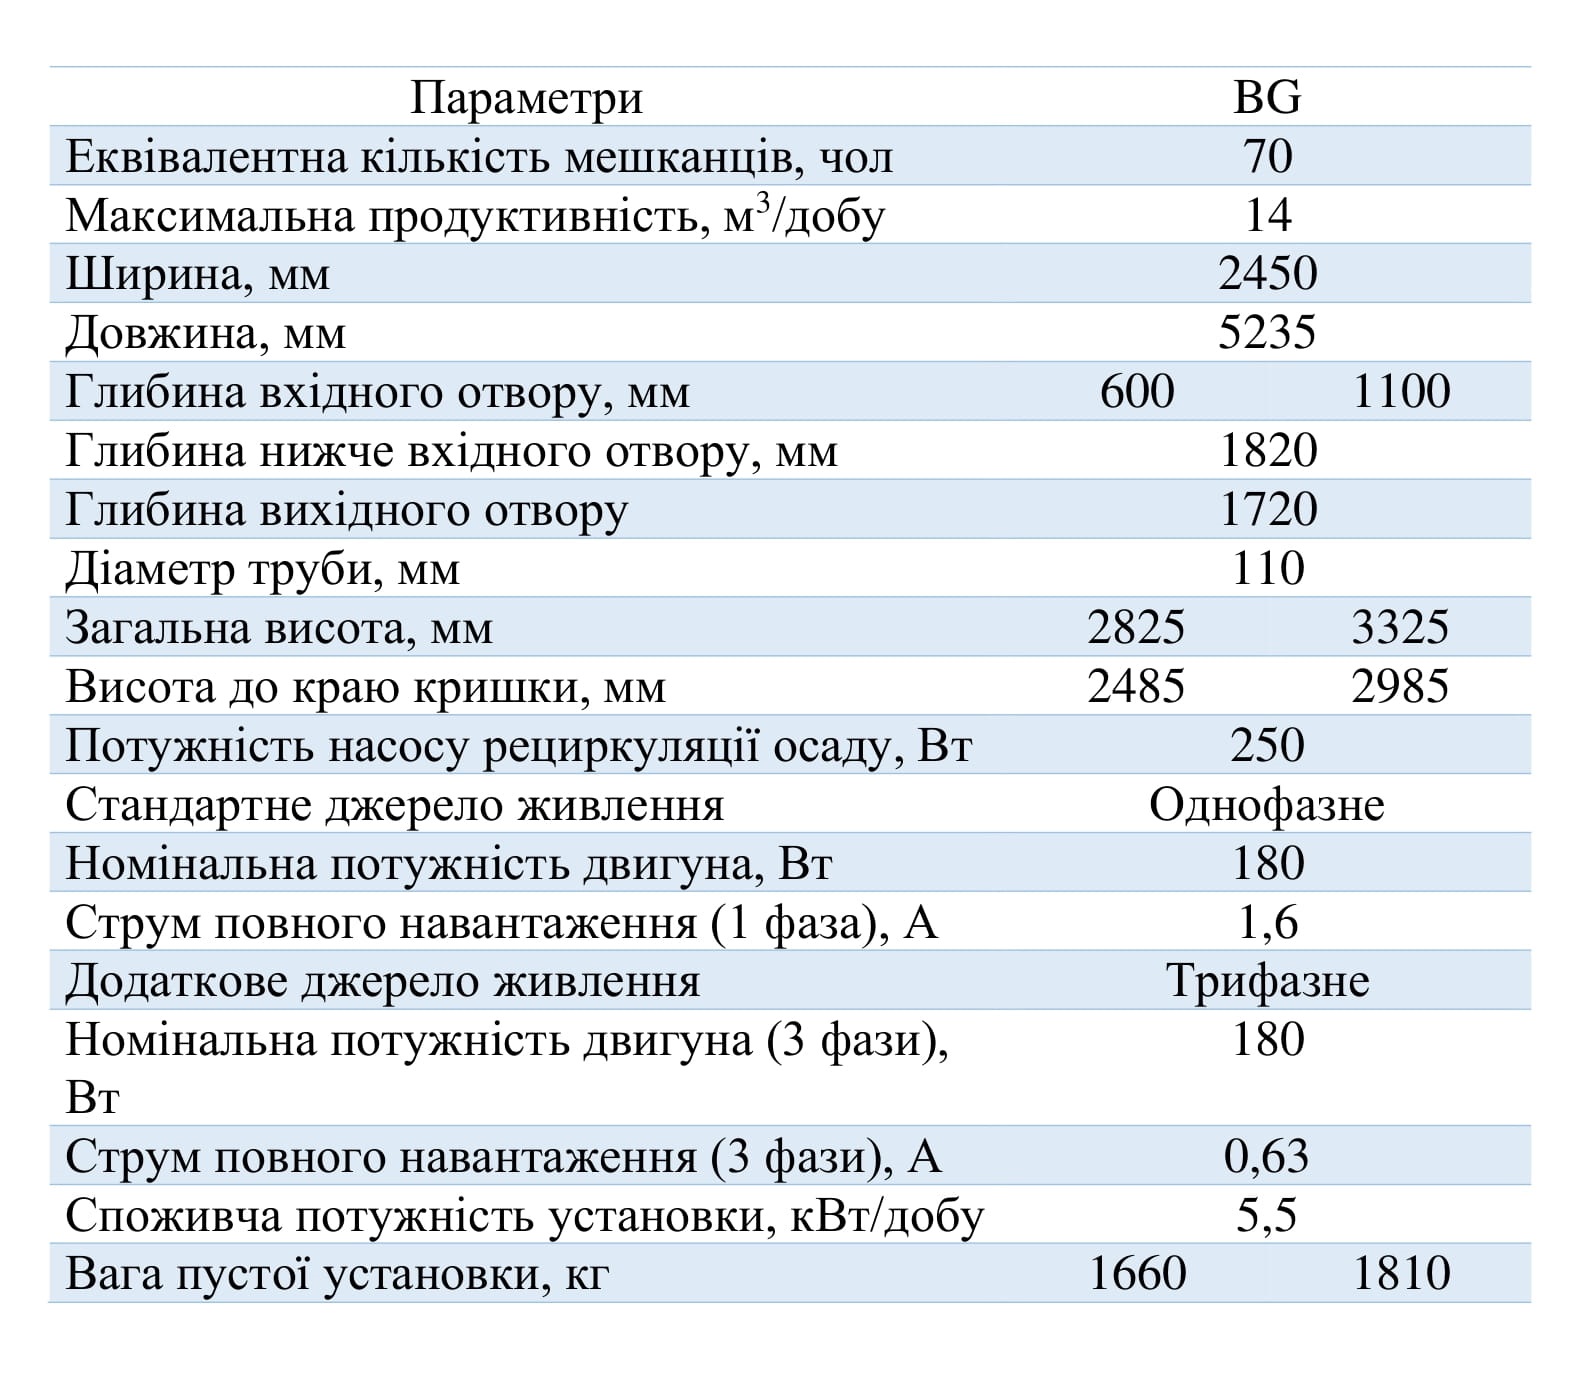 Параметри BG
Еквівалентна кількість мешканців, чол 70
Максимальна продуктивність, м³/добу 14
Ширина, мм 2450
Довжина, мм 5235
Глибина вхідного отвору, мм 600 1100
Глибина нижче вхідного отвору, мм 1820
Глибина вихідного отвору 1720
Діаметр труби, мм 110
Загальна висота, мм 2825 3325
Висота до краю кришки, мм 2485 2985
Потужність насосу рециркуляції осаду, Вт 250
Стандартне джерело живлення Однофазне
Номінальна потужність двигуна, Вт 180
Струм повного навантаження (1 фаза), А 1,6
Додаткове джерело живлення Трифазне
Номінальна потужність двигуна (3 фази), 180
Вт
Струм повного навантаження (3 фази), А 0,63
Споживча потужність установки, кВт/добу 5,5
Вага пустої установки, кг 1660 1810